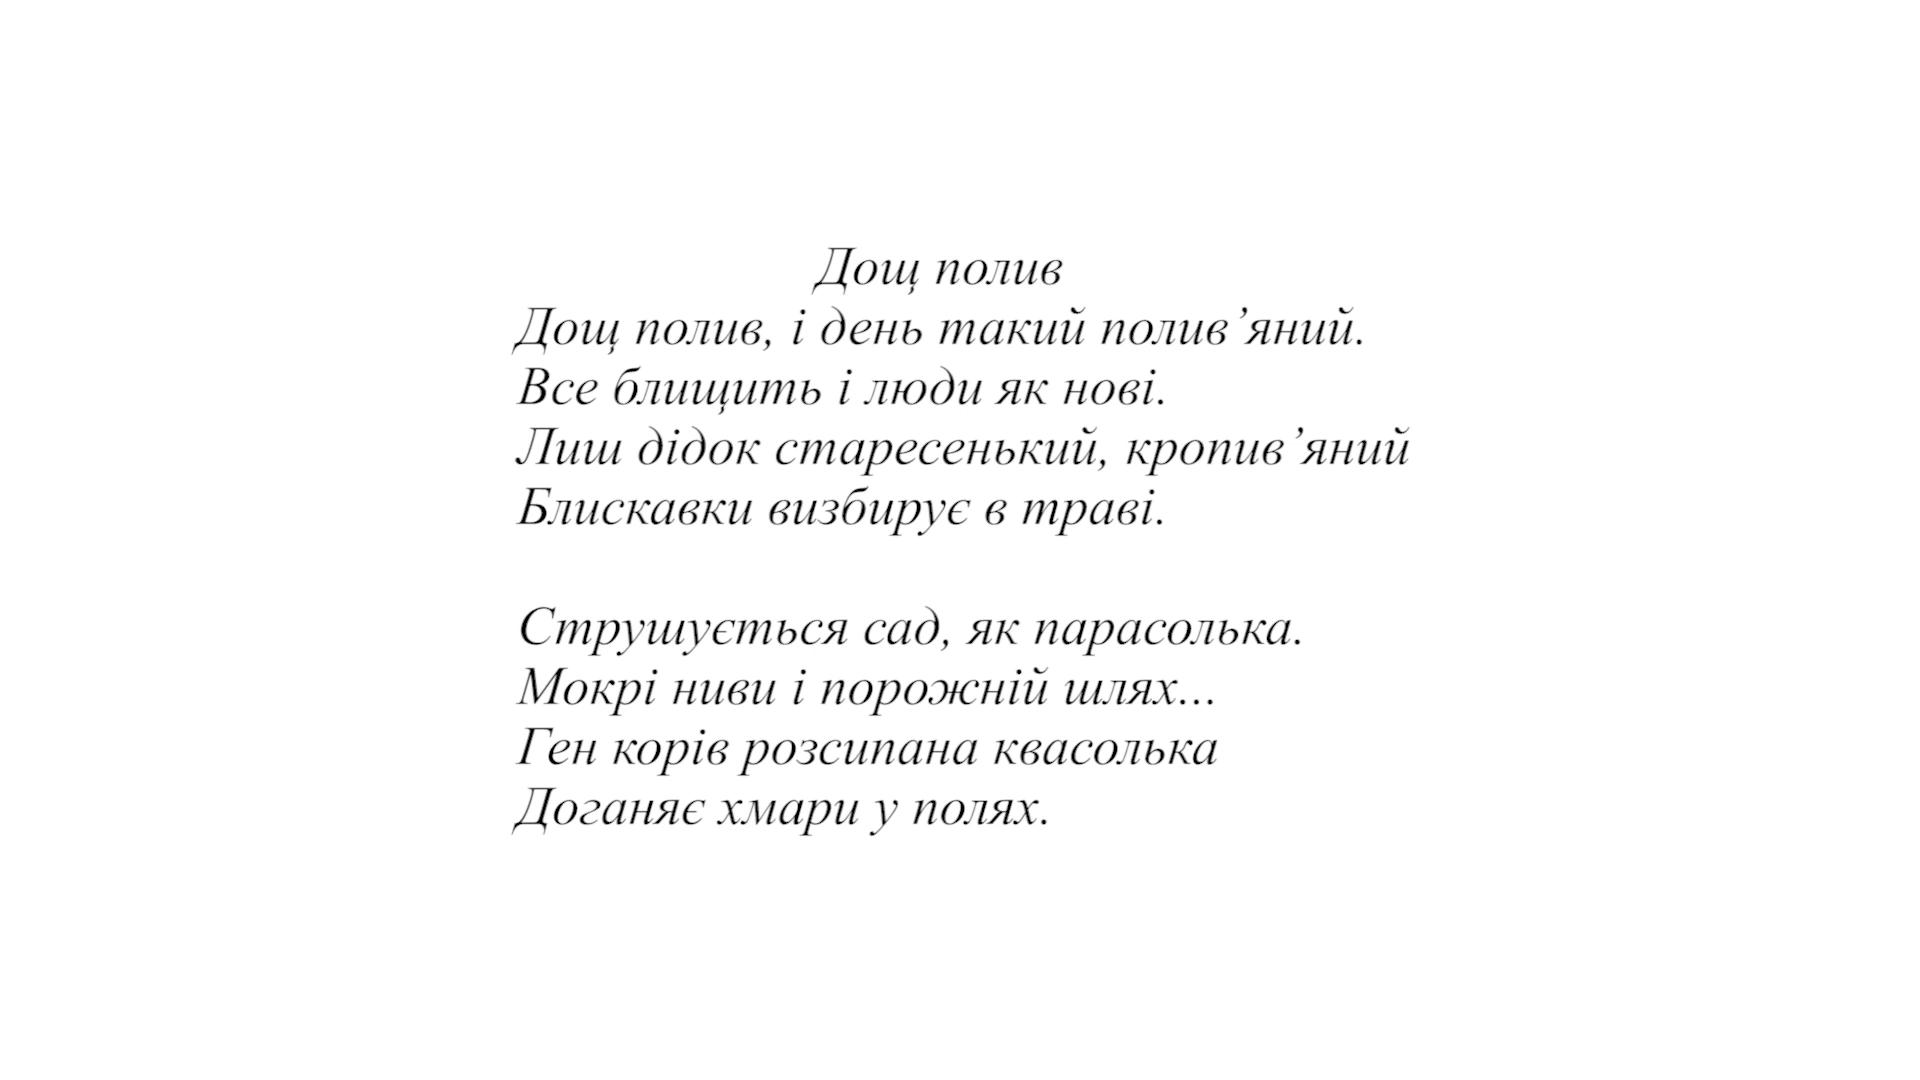 Дощ полив
Дощ полив, і день такий полив’яний.
Все блищить і люди як нові.
Лиш дідок старесенький, кропив’яний
Блискавки визбирує в траві.
Струшується сад, як парасолька.
Мокрі ниви і порожній шлях...
Ген корів розсипана квасолька
Доганяє хмари у полях.